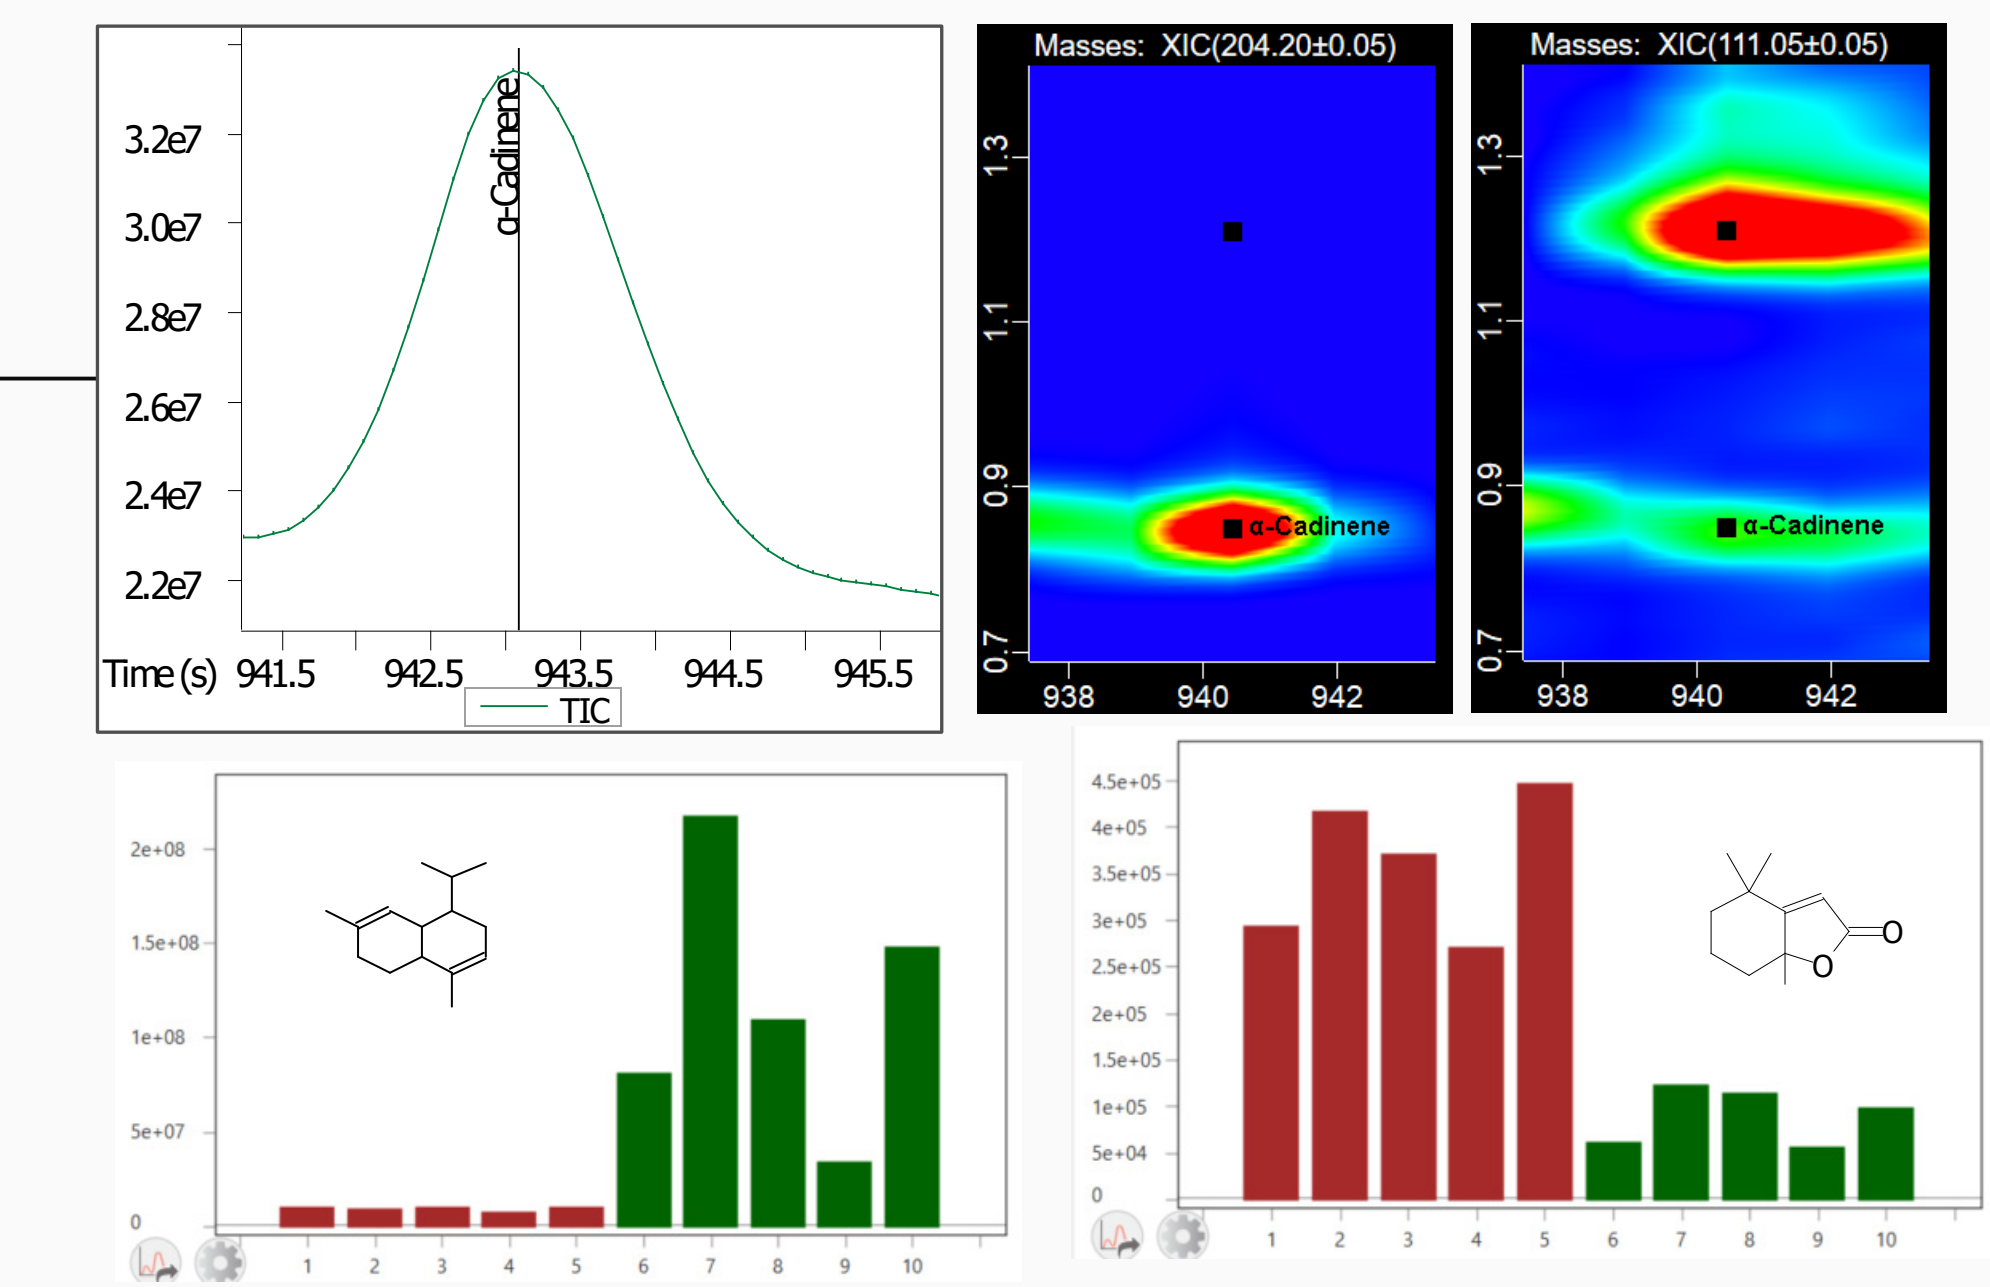 3.2e7
3.0e7
2.8e7
2.6e7
2.4e7
2.2e7
α-Cadinene
Time (s) 941.5 942.5 943.5 944.5 945.5
TIC
Masses: XIC(204.20±0.05)
1.3
1.1
0.9
0.7
α-Cadinene
938 940 942
Masses: XIC(111.05±0.05)
1.3
1.1
0.9
0.7
α-Cadinene
938 940 942
2e+08
1.5e+08
1e+08
5e+07
0
1 2 3 4 5 6 7 8 9 10
4.5e+05
4e+05
3.5e+05
3e+05
2.5e+05
2e+05
1.5e+05
1e+05
5e+04
0
O
O
1 2 3 4 5 6 7 8 9 10